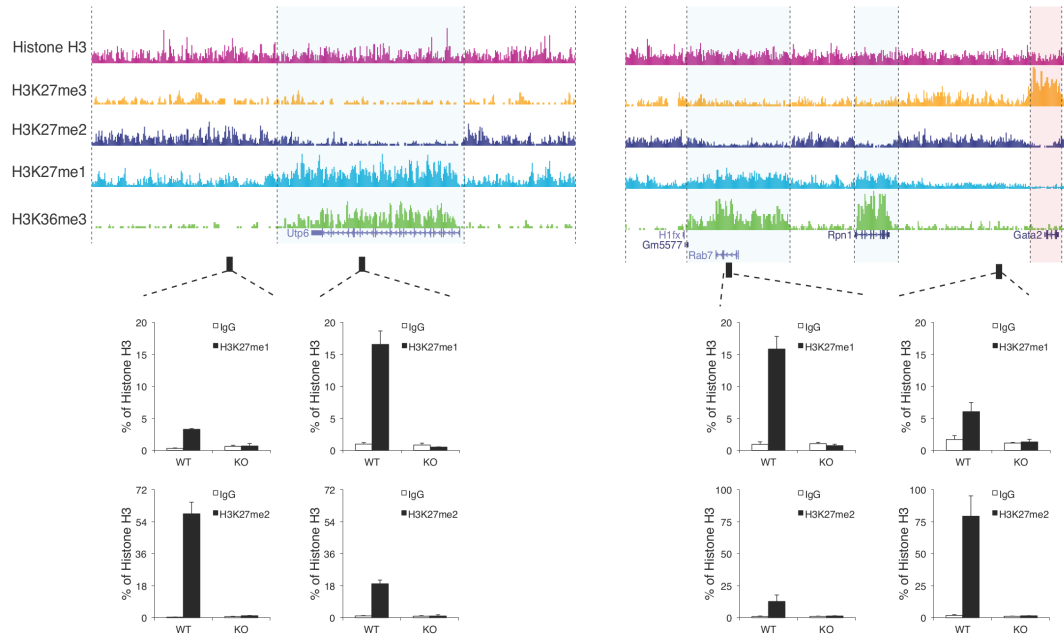 Histone H3
H3K27me3
H3K27me2
H3K27me1
H3K36me3
Utp6
H1fx
Gm5577
Rab7
Rpn1
Gata2
20
15
10
5
0
% of Histone H3
IgG
H3K27me1
WT
KO
20
15
10
5
0
% of Histone H3
IgG
H3K27me1
WT
KO
20
15
10
5
0
% of Histone H3
IgG
H3K27me1
WT
KO
20
15
10
5
0
% of Histone H3
IgG
H3K27me1
WT
KO
72
54
36
18
0
% of Histone H3
IgG
H3K27me2
WT
KO
72
54
36
18
0
% of Histone H3
IgG
H3K27me2
WT
KO
100
75
50
25
0
% of Histone H3
IgG
H3K27me2
WT
KO
100
75
50
25
0
% of Histone H3
IgG
H3K27me2
WT
KO